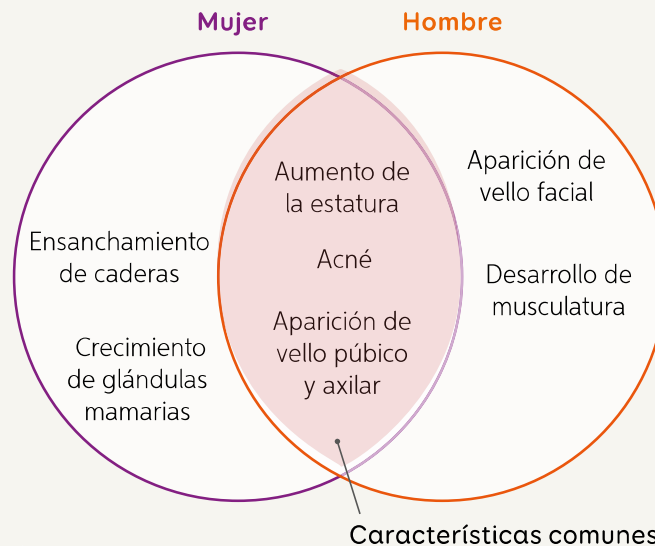 Mujer
Hombre
Ensanchamiento
de caderas
Crecimiento
de glándulas
mamarias
Aumento de
la estatura
Acné
Aparición de
vello púbico
y axilar
Aparición de
vello facial
Desarrollo de
musculatura
Características comunes